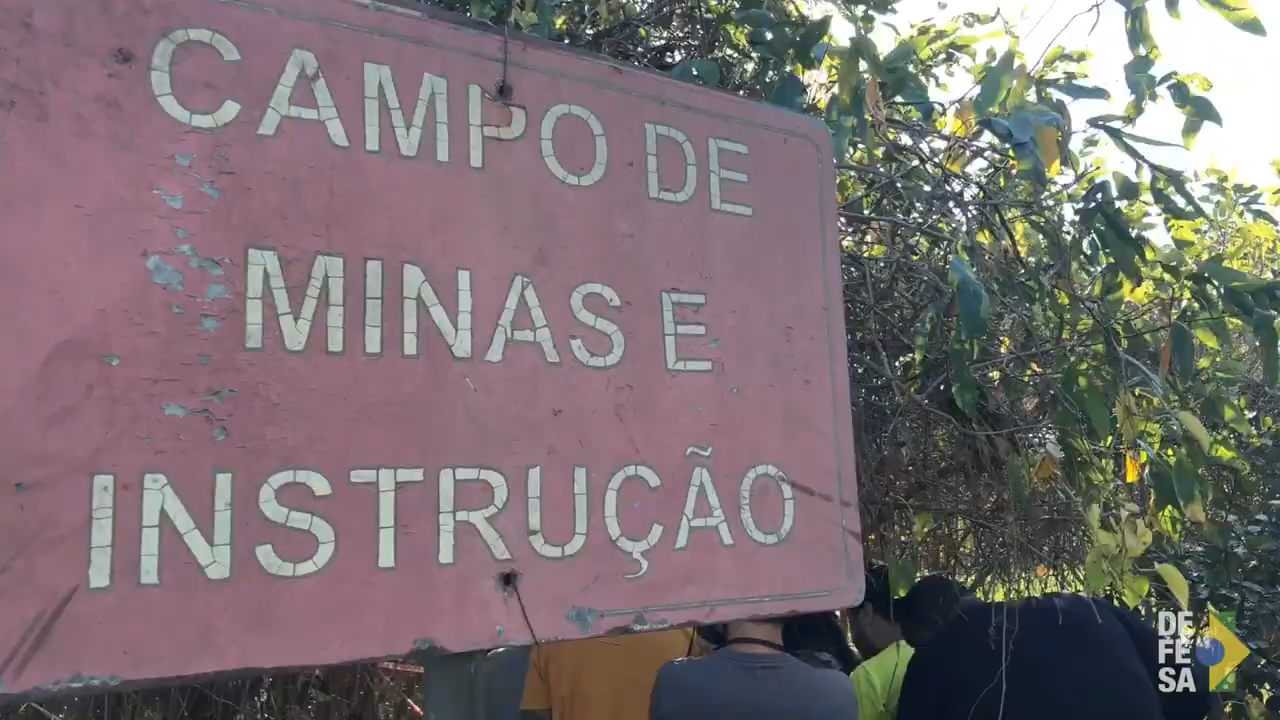 CAMPO DE
MINAS E
INSTRUÇÃO
DE
FE
SA